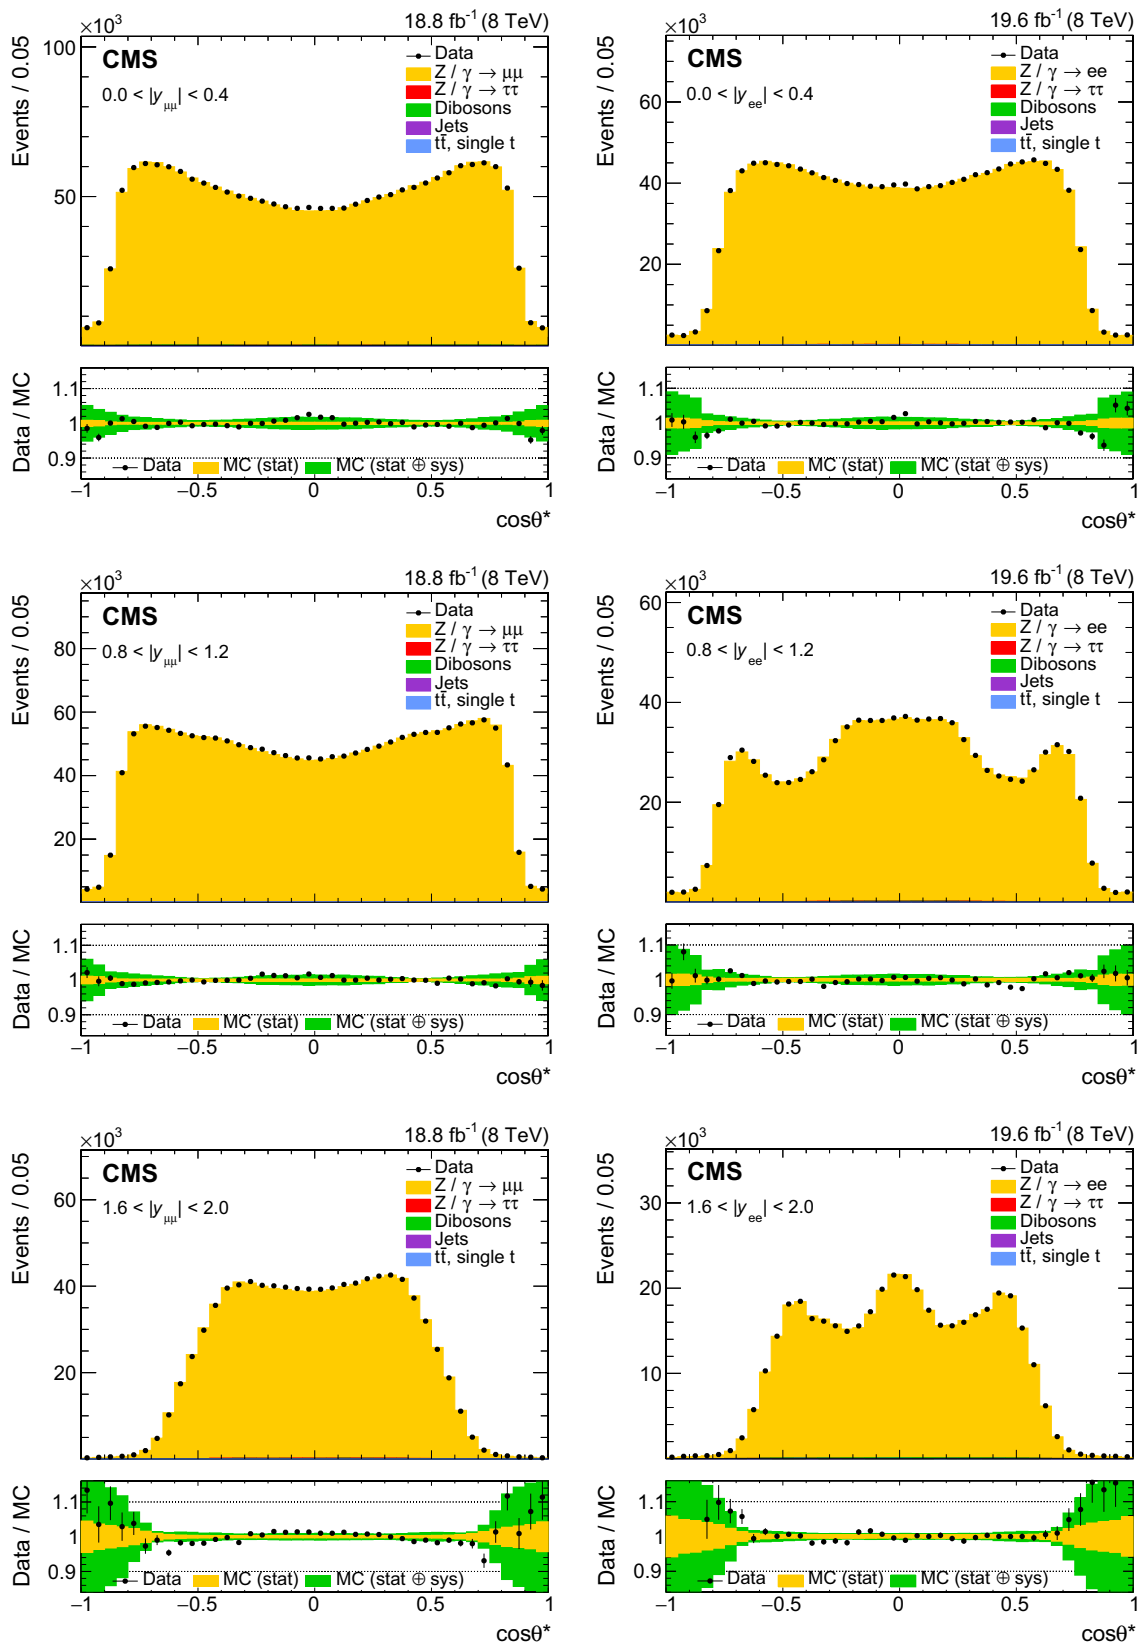 ×10³ 18.8 fb⁻¹ (8 TeV)
CMS
0.0 < |y_μμ| < 0.4
Data
Z / γ → μμ
Z / γ → ττ
Dibosons
Jets
tt̄, single t
Events / 0.05
100
50
Data / MC
1.1
1
0.9
Data MC (stat) MC (stat ⊕ sys)
−1 −0.5 0 0.5 1
cosθ*
×10³ 19.6 fb⁻¹ (8 TeV)
CMS
0.0 < |y_ee| < 0.4
Data
Z / γ → ee
Z / γ → ττ
Dibosons
Jets
tt̄, single t
Events / 0.05
60
40
20
Data / MC
1.1
1
0.9
Data MC (stat) MC (stat ⊕ sys)
−1 −0.5 0 0.5 1
cosθ*
×10³ 18.8 fb⁻¹ (8 TeV)
CMS
0.8 < |y_μμ| < 1.2
Data
Z / γ → μμ
Z / γ → ττ
Dibosons
Jets
tt̄, single t
Events / 0.05
80
60
40
20
Data / MC
1.1
1
0.9
Data MC (stat) MC (stat ⊕ sys)
−1 −0.5 0 0.5 1
cosθ*
×10³ 19.6 fb⁻¹ (8 TeV)
CMS
0.8 < |y_ee| < 1.2
Data
Z / γ → ee
Z / γ → ττ
Dibosons
Jets
tt̄, single t
Events / 0.05
60
40
20
Data / MC
1.1
1
0.9
Data MC (stat) MC (stat ⊕ sys)
−1 −0.5 0 0.5 1
cosθ*
×10³ 18.8 fb⁻¹ (8 TeV)
CMS
1.6 < |y_μμ| < 2.0
Data
Z / γ → μμ
Z / γ → ττ
Dibosons
Jets
tt̄, single t
Events / 0.05
60
40
20
Data / MC
1.1
1
0.9
Data MC (stat) MC (stat ⊕ sys)
−1 −0.5 0 0.5 1
cosθ*
×10³ 19.6 fb⁻¹ (8 TeV)
CMS
1.6 < |y_ee| < 2.0
Data
Z / γ → ee
Z / γ → ττ
Dibosons
Jets
tt̄, single t
Events / 0.05
30
20
10
Data / MC
1.1
1
0.9
Data MC (stat) MC (stat ⊕ sys)
−1 −0.5 0 0.5 1
cosθ*